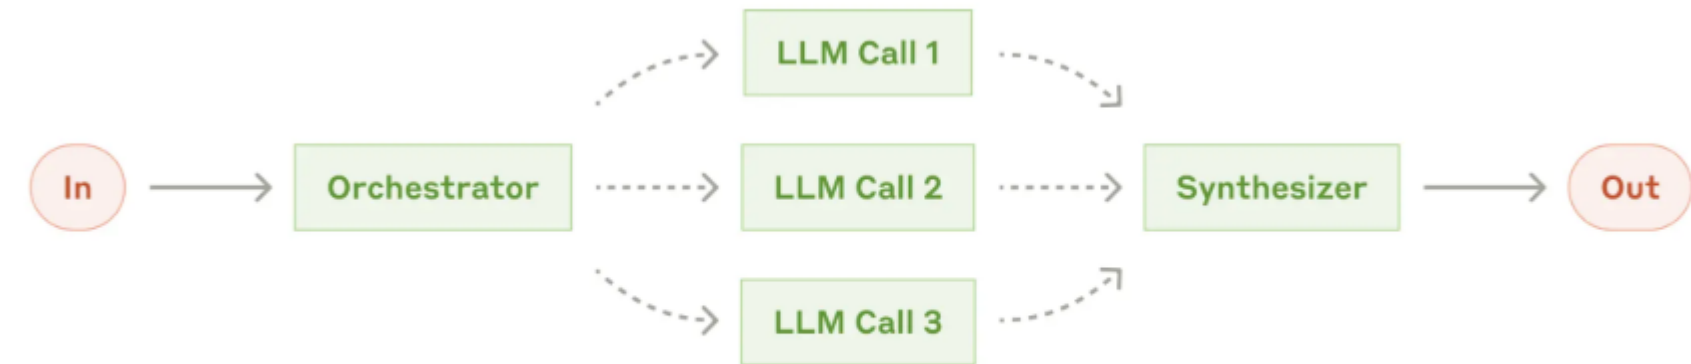 In
Orchestrator
LLM Call 1
LLM Call 2
LLM Call 3
Synthesizer
Out